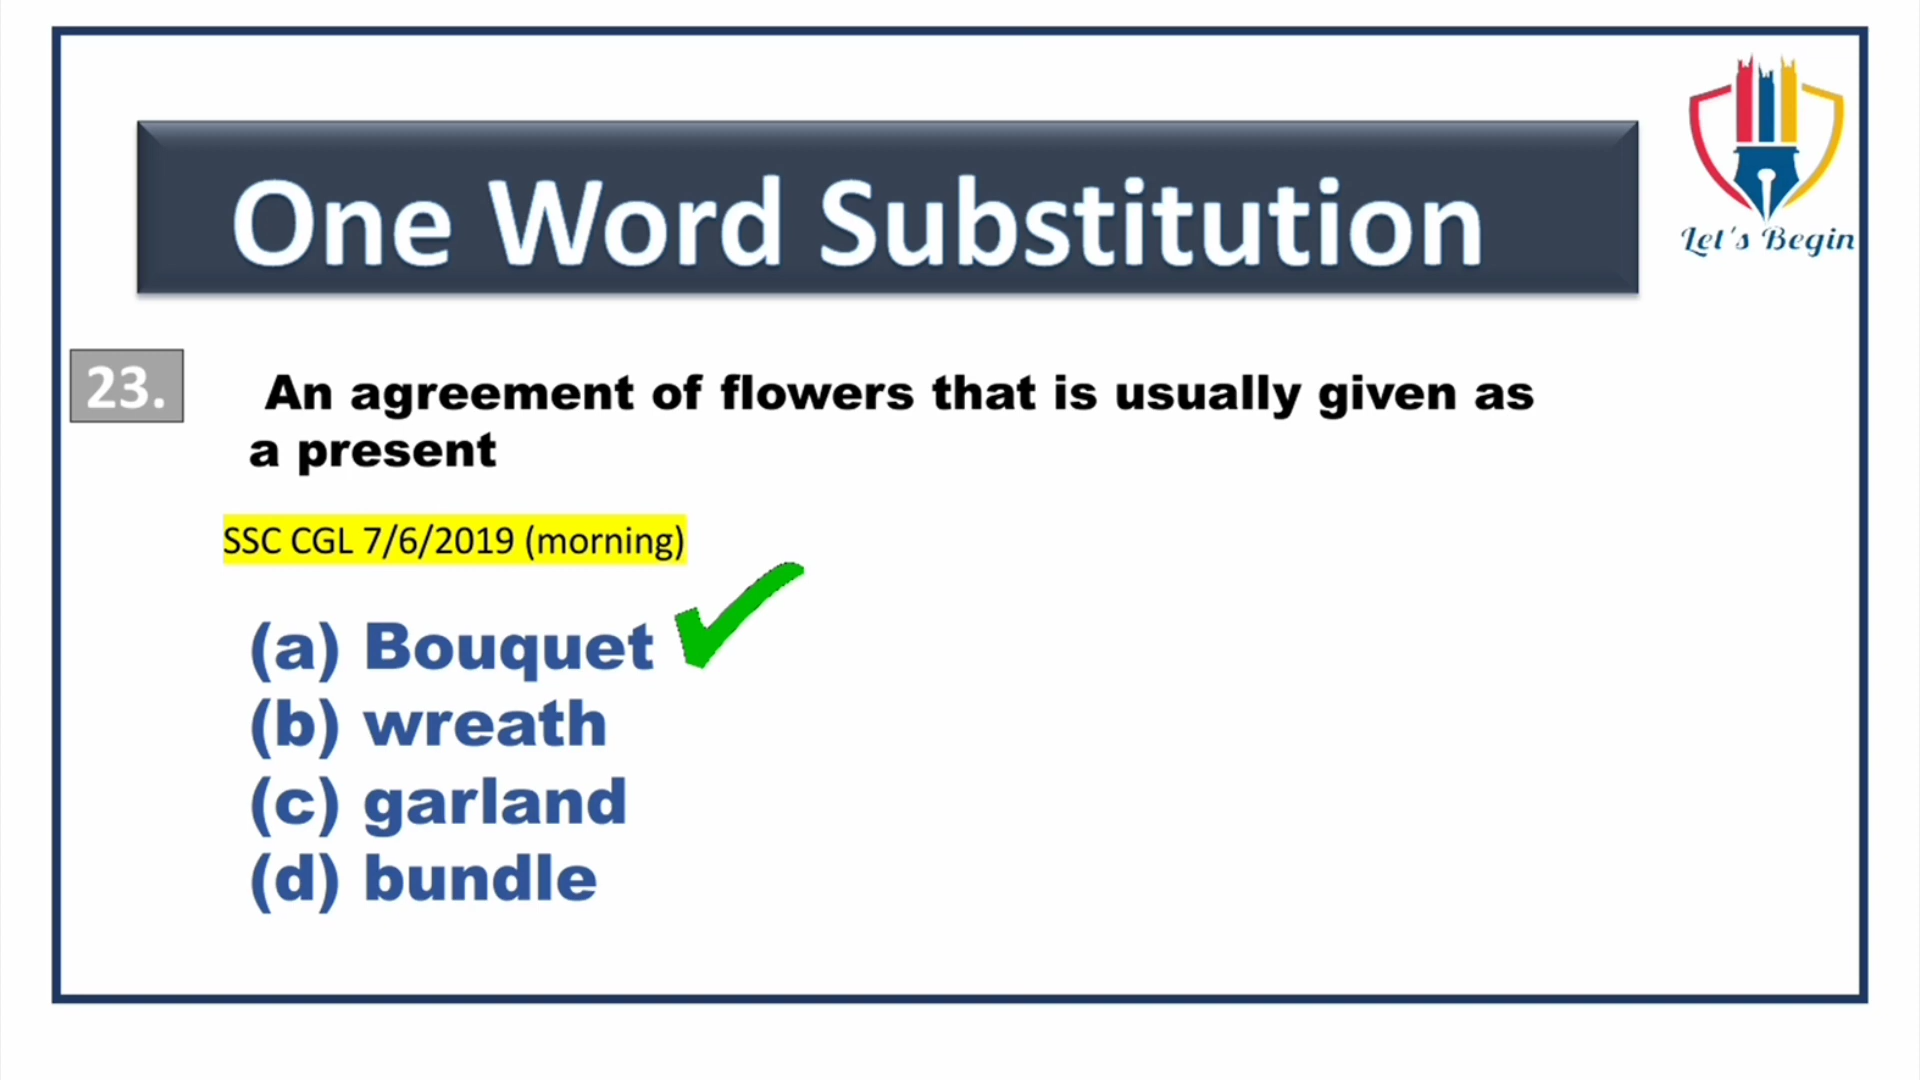 Let's Begin
One Word Substitution
23. An agreement of flowers that is usually given as
a present
SSC CGL 7/6/2019 (morning)
(a) Bouquet
(b) wreath
(c) garland
(d) bundle